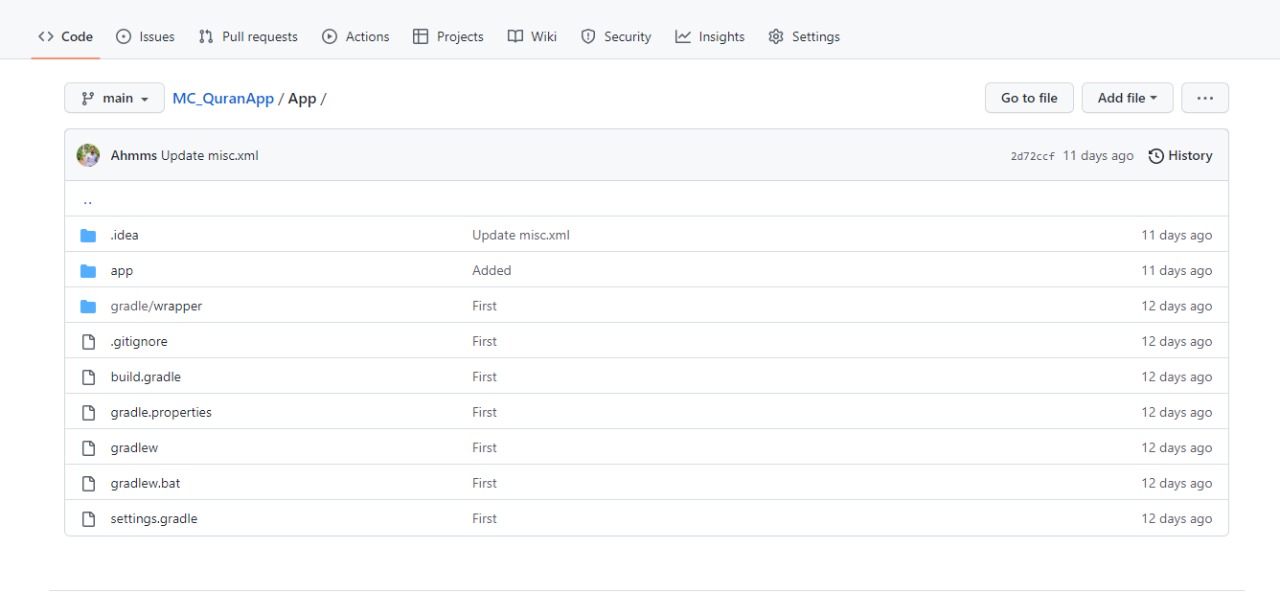 Code Issues Pull requests Actions Projects Wiki Security Insights Settings
main MC_QuranApp / App / Go to file Add file ...
Ahmms Update misc.xml 2d72ccf 11 days ago History
..
.idea Update misc.xml 11 days ago
app Added 11 days ago
gradle/wrapper First 12 days ago
.gitignore First 12 days ago
build.gradle First 12 days ago
gradle.properties First 12 days ago
gradlew First 12 days ago
gradlew.bat First 12 days ago
settings.gradle First 12 days ago